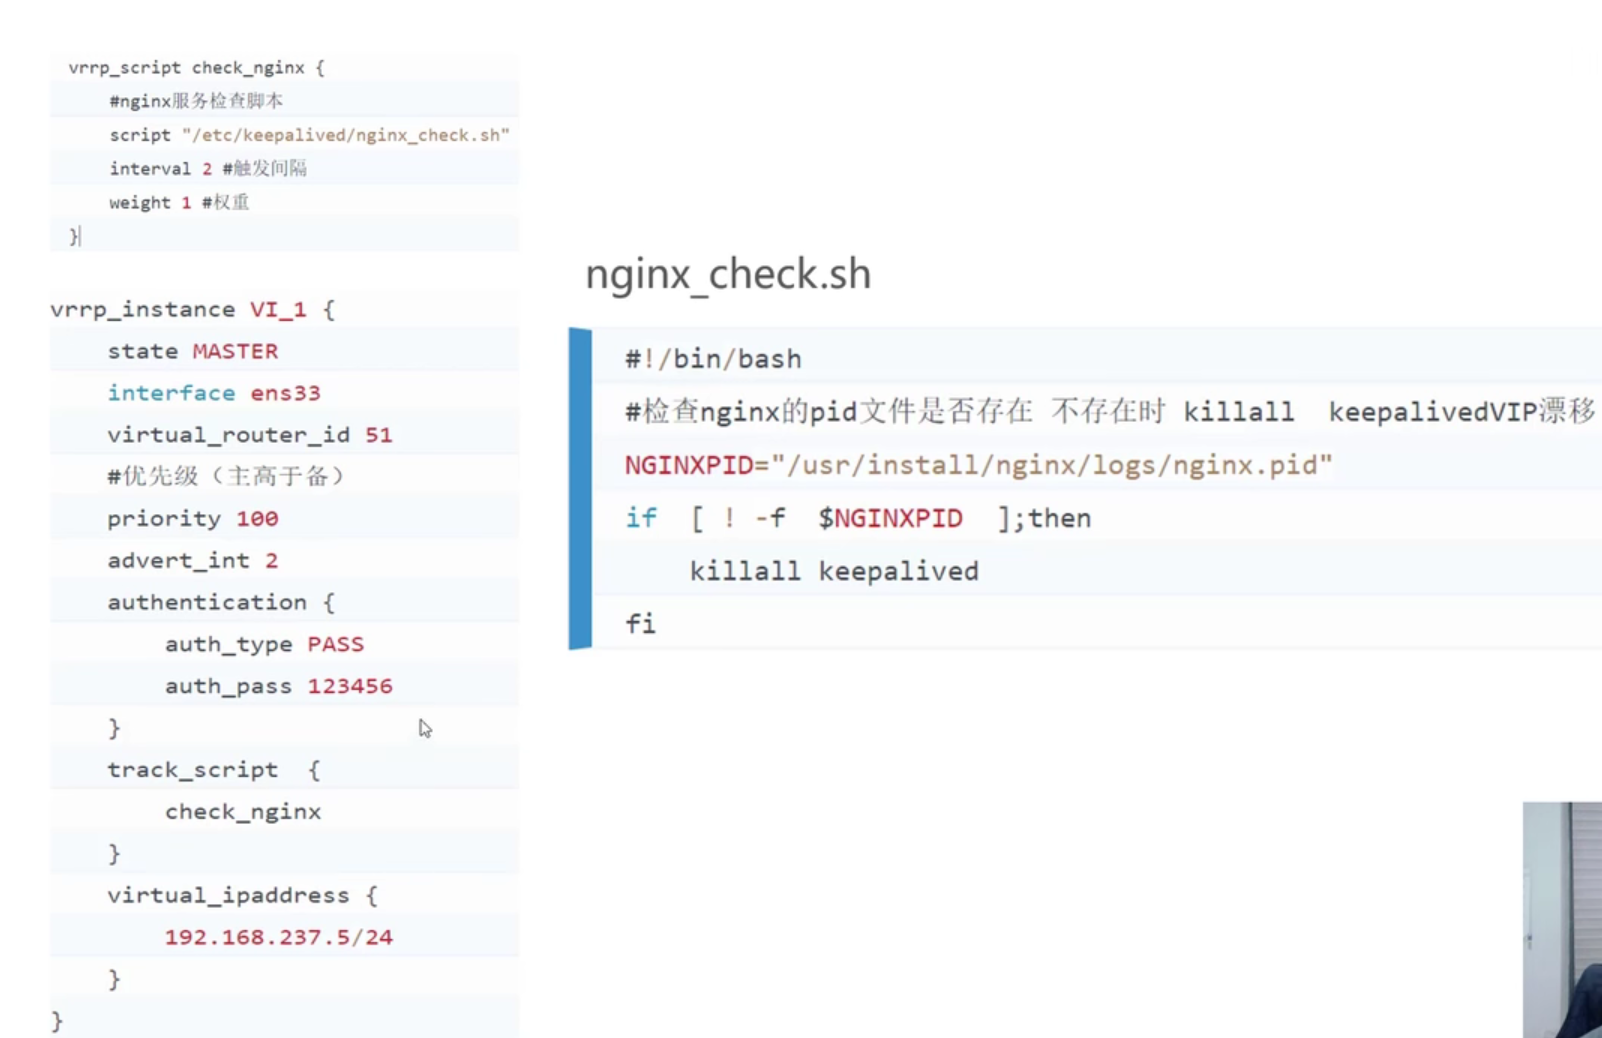 vrrp_script check_nginx {
#nginx服务检查脚本
script "/etc/keepalived/nginx_check.sh"
interval 2 #触发间隔
weight 1 #权重
}
vrrp_instance VI_1 {
state MASTER
interface ens33
virtual_router_id 51
#优先级（主高于备）
priority 100
advert_int 2
authentication {
auth_type PASS
auth_pass 123456
}
track_script  {
check_nginx
}
virtual_ipaddress {
192.168.237.5/24
}
}
nginx_check.sh
#!/bin/bash
#检查nginx的pid文件是否存在 不存在时 killall  keepalivedVIP漂移
NGINXPID="/usr/install/nginx/logs/nginx.pid"
if  [ ! -f  $NGINXPID  ];then
killall keepalived
fi